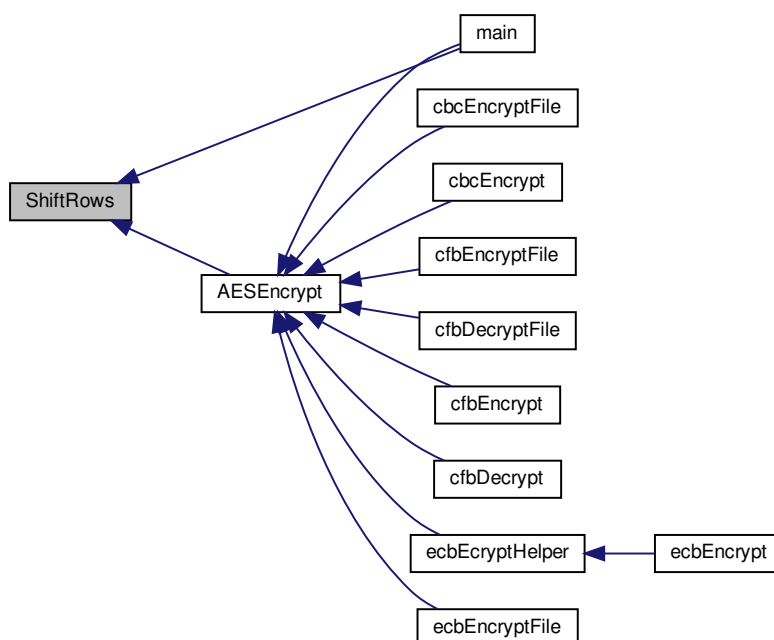 main
cbcEncryptFile
cbcEncrypt
ShiftRows
cfbEncryptFile
AESEncrypt
cfbDecryptFile
cfbEncrypt
cfbDecrypt
ecbEcryptHelper
ecbEncrypt
ecbEncryptFile